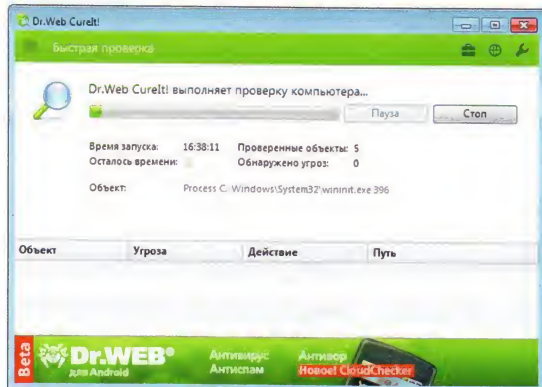 Dr.Web CureIt!
Быстрая проверка
Dr.Web CureIt! выполняет проверку компьютера...
Пауза Стоп
Время запуска: 16:38:11 Проверенные объекты: 5
Осталось времени: Обнаружено угроз: 0
Объект: Process C: Windows\System32\wininit.exe 396
Объект Угроза Действие Путь
Beta
Dr.WEB®
для Android
Антивирус Антивор
Антиспам Новое! CloudChecker